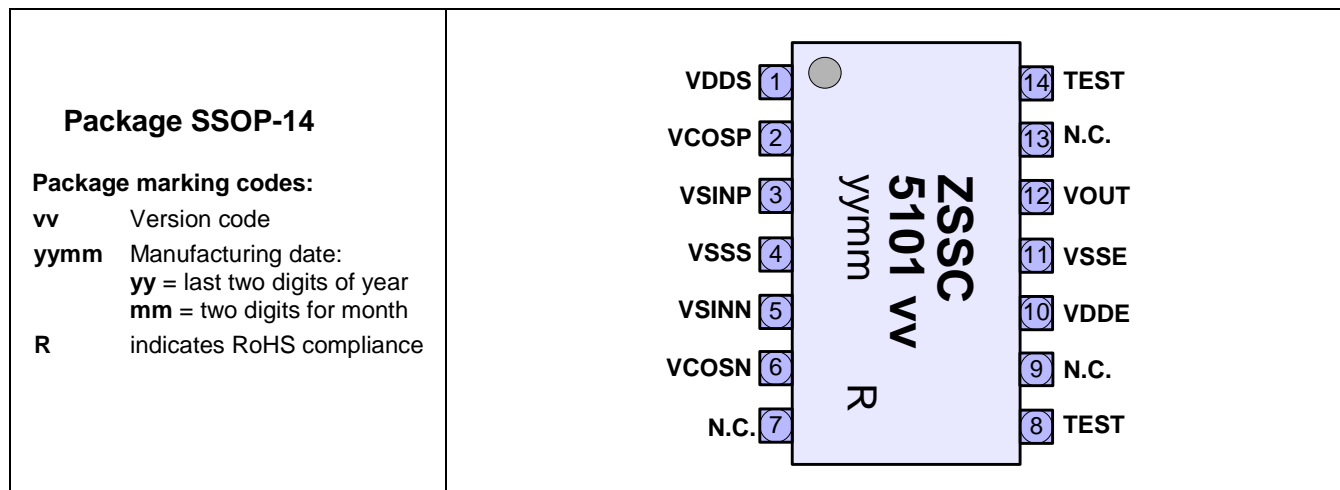 Package SSOP-14
Package marking codes:
vv Version code
yymm Manufacturing date:
yy = last two digits of year
mm = two digits for month
R indicates RoHS compliance
VDDS 1
VCOSP 2
VSINP 3
VSSS 4
VSINN 5
VCOSN 6
N.C. 7
ZSSC
5101 vv
yymm
R
14 TEST
13 N.C.
12 VOUT
11 VSSE
10 VDDE
9 N.C.
8 TEST